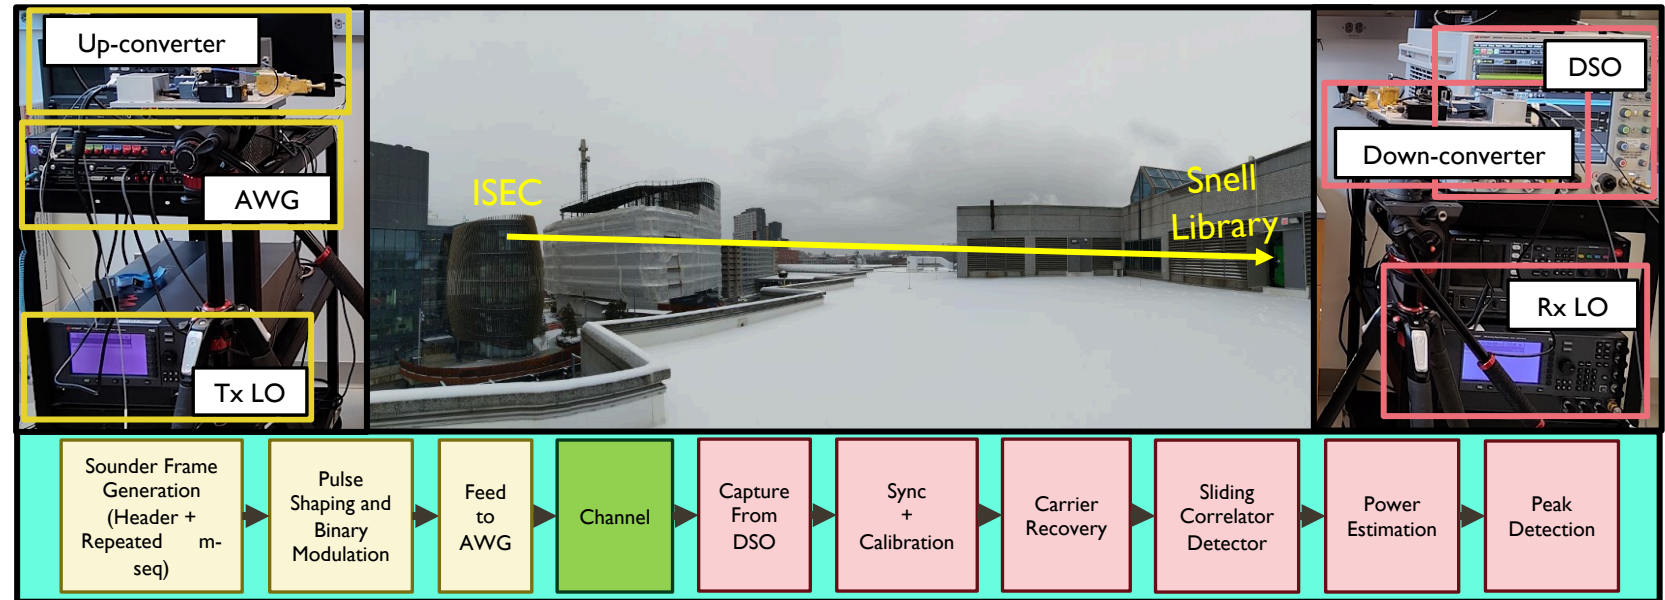 Up-converter
AWG
Tx LO
ISEC
Snell
Library
DSO
Down-converter
Rx LO
Sounder Frame
Generation
(Header +
Repeated m-
seq)
Pulse
Shaping and
Binary
Modulation
Feed
to
AWG
Channel
Capture
From
DSO
Sync
+
Calibration
Carrier
Recovery
Sliding
Correlator
Detector
Power
Estimation
Peak
Detection